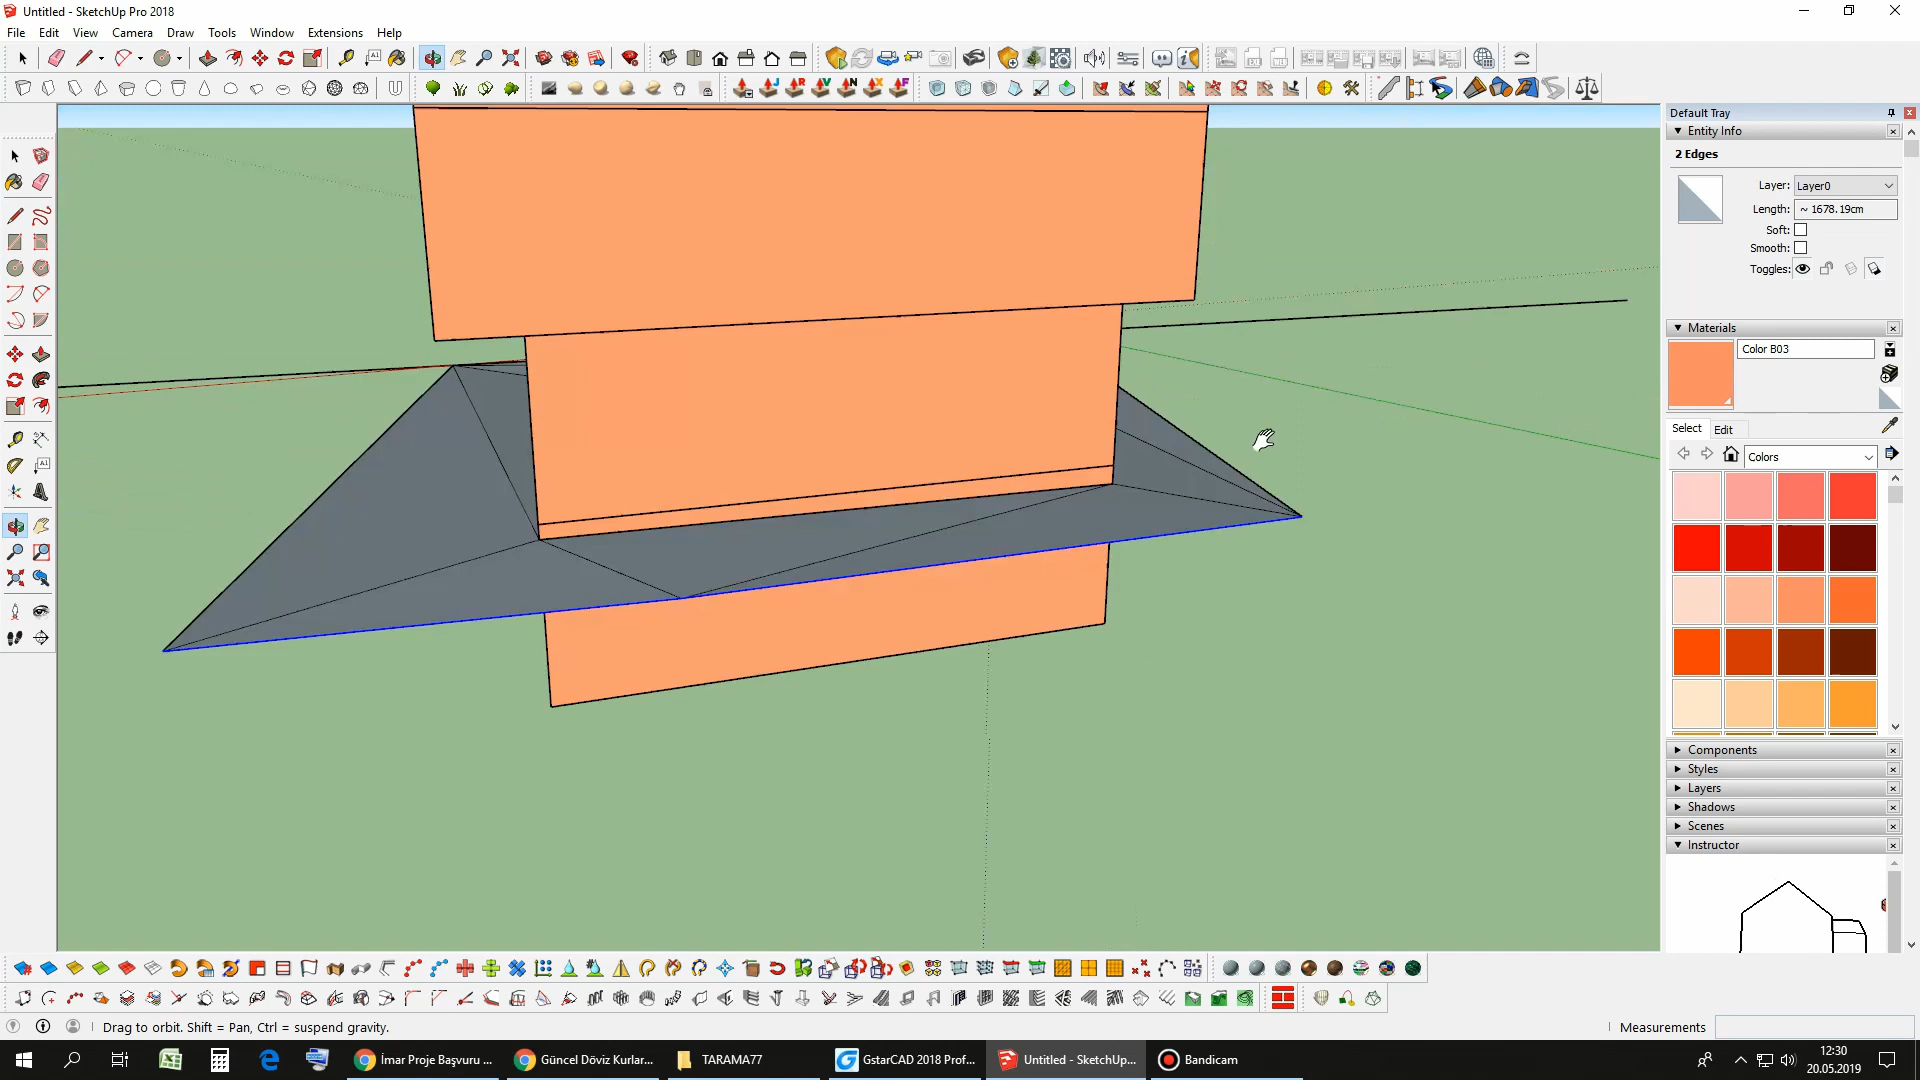 Untitled - SketchUp Pro 2018
File Edit View Camera Draw Tools Window Extensions Help
Default Tray
Entity Info
2 Edges
Layer: Layer0
Length: ~ 1678.19cm
Soft:
Smooth:
Toggles:
Materials
Color B03
Select Edit
Colors
Components
Styles
Layers
Shadows
Scenes
Instructor
Drag to orbit. Shift = Pan, Ctrl = suspend gravity.
Measurements
İmar Proje Başvuru ...
Güncel Döviz Kurlar...
TARAMA77
GstarCAD 2018 Prof...
Untitled - SketchUp...
Bandicam
12:30
20.05.2019